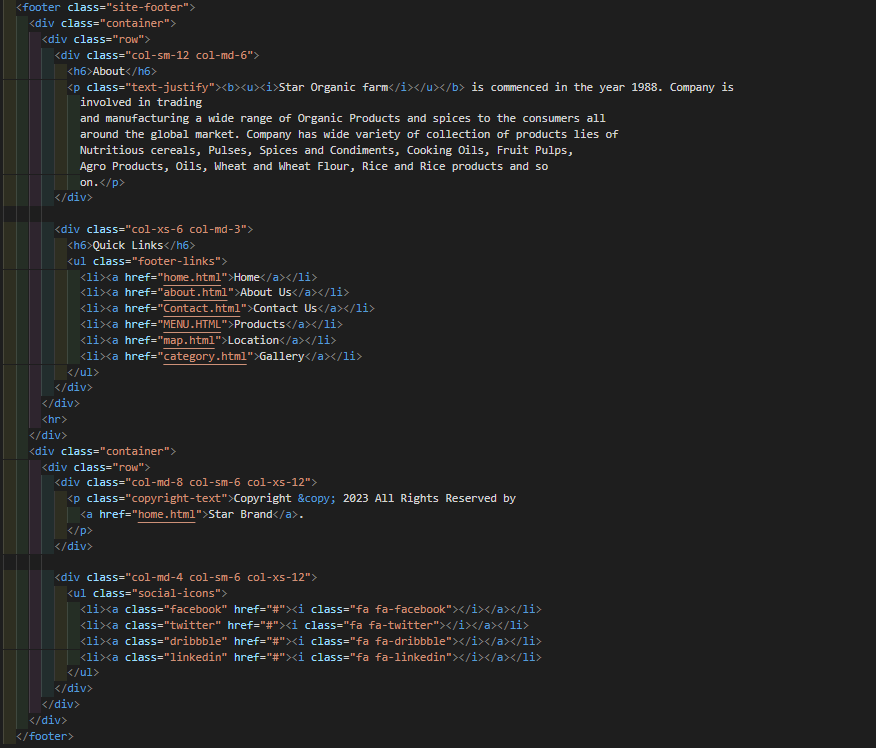 <footer class="site-footer">
<div class="container">
<div class="row">
<div class="col-sm-12 col-md-6">
<h6>About</h6>
<p class="text-justify"><b><u><i>Star Organic farm</i></u></b> is commenced in the year 1988. Company is
involved in trading
and manufacturing a wide range of Organic Products and spices to the consumers all
around the global market. Company has wide variety of collection of products lies of
Nutritious cereals, Pulses, Spices and Condiments, Cooking Oils, Fruit Pulps,
Agro Products, Oils, Wheat and Wheat Flour, Rice and Rice products and so
on.</p>
</div>
<div class="col-xs-6 col-md-3">
<h6>Quick Links</h6>
<ul class="footer-links">
<li><a href="home.html">Home</a></li>
<li><a href="about.html">About Us</a></li>
<li><a href="Contact.html">Contact Us</a></li>
<li><a href="MENU.HTML">Products</a></li>
<li><a href="map.html">Location</a></li>
<li><a href="category.html">Gallery</a></li>
</ul>
</div>
</div>
<hr>
</div>
<div class="container">
<div class="row">
<div class="col-md-8 col-sm-6 col-xs-12">
<p class="copyright-text">Copyright &copy; 2023 All Rights Reserved by
<a href="home.html">Star Brand</a>.
</p>
</div>
<div class="col-md-4 col-sm-6 col-xs-12">
<ul class="social-icons">
<li><a class="facebook" href="#"><i class="fa fa-facebook"></i></a></li>
<li><a class="twitter" href="#"><i class="fa fa-twitter"></i></a></li>
<li><a class="dribbble" href="#"><i class="fa fa-dribbble"></i></a></li>
<li><a class="linkedin" href="#"><i class="fa fa-linkedin"></i></a></li>
</ul>
</div>
</div>
</div>
</footer>